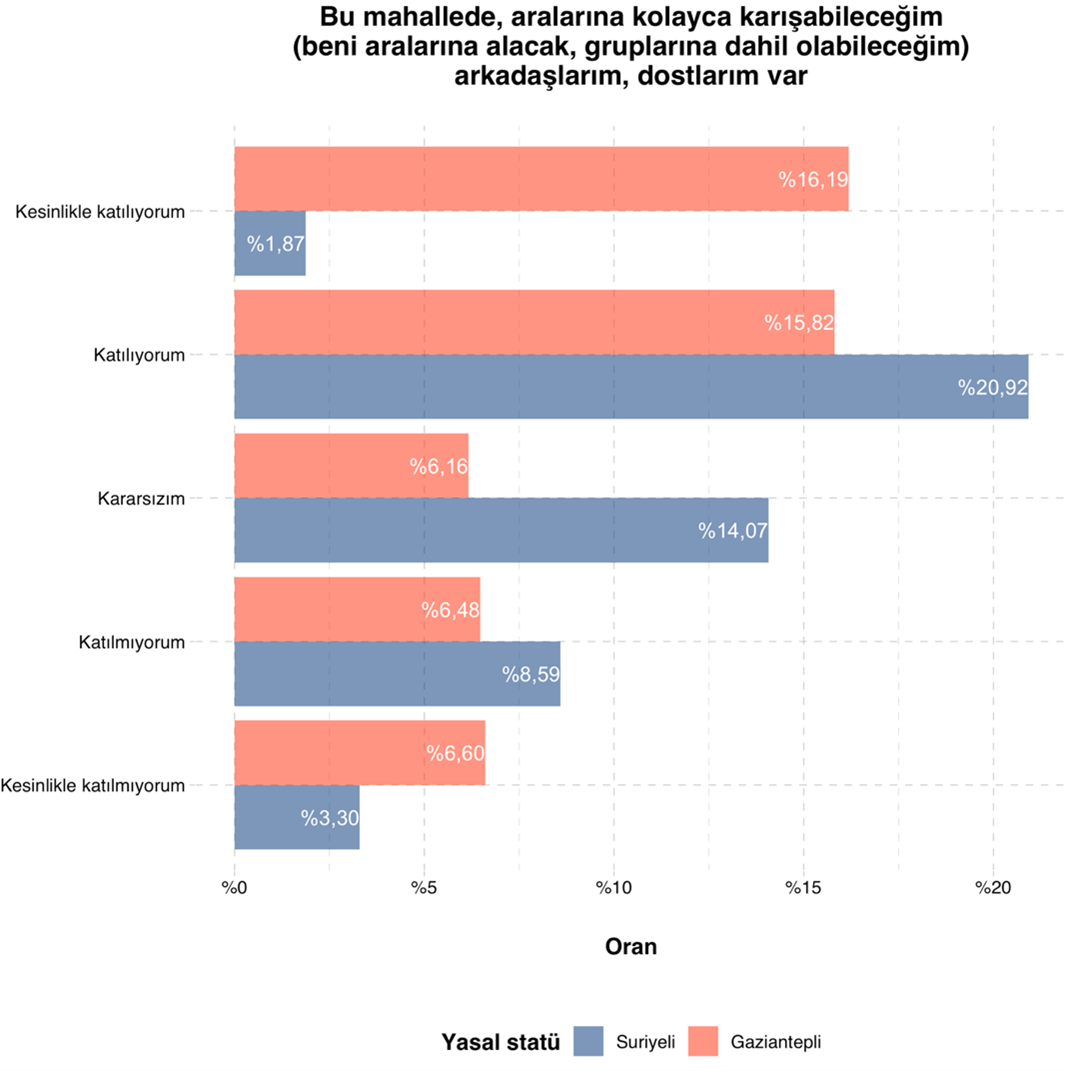 Bu mahallede, aralarına kolayca karışabileceğim
(beni aralarına alacak, gruplarına dahil olabileceğim)
arkadaşlarım, dostlarım var
%16,19
Kesinlikle katılıyorum
%1,87
%15,82
Katılıyorum
%20,92
%6,16
Kararsızım
%14,07
%6,48
Katılmıyorum
%8,59
%6,60
Kesinlikle katılmıyorum
%3,30
%0 %5 %10 %15 %20
Oran
Yasal statü Suriyeli Gaziantepli